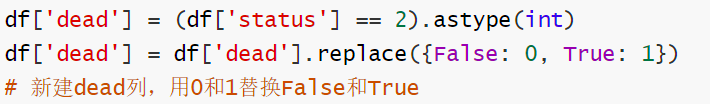 df['dead'] = (df['status'] == 2).astype(int)
df['dead'] = df['dead'].replace({False: 0, True: 1})
# 新建dead列，用0和1替换False和True